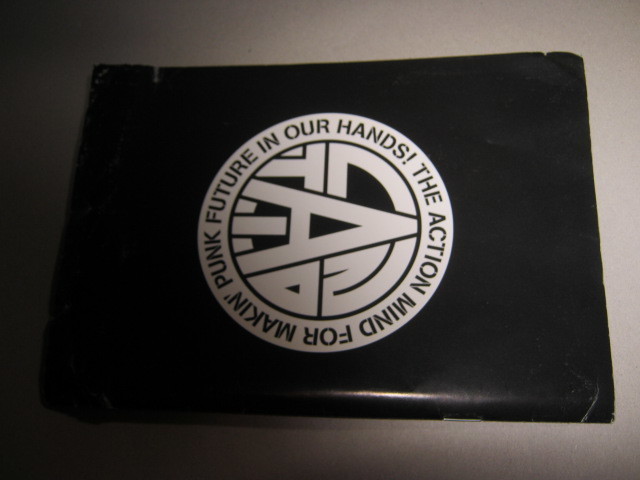 THE ACTION MIND FOR MAKIN' PUNK FUTURE IN OUR HANDS!